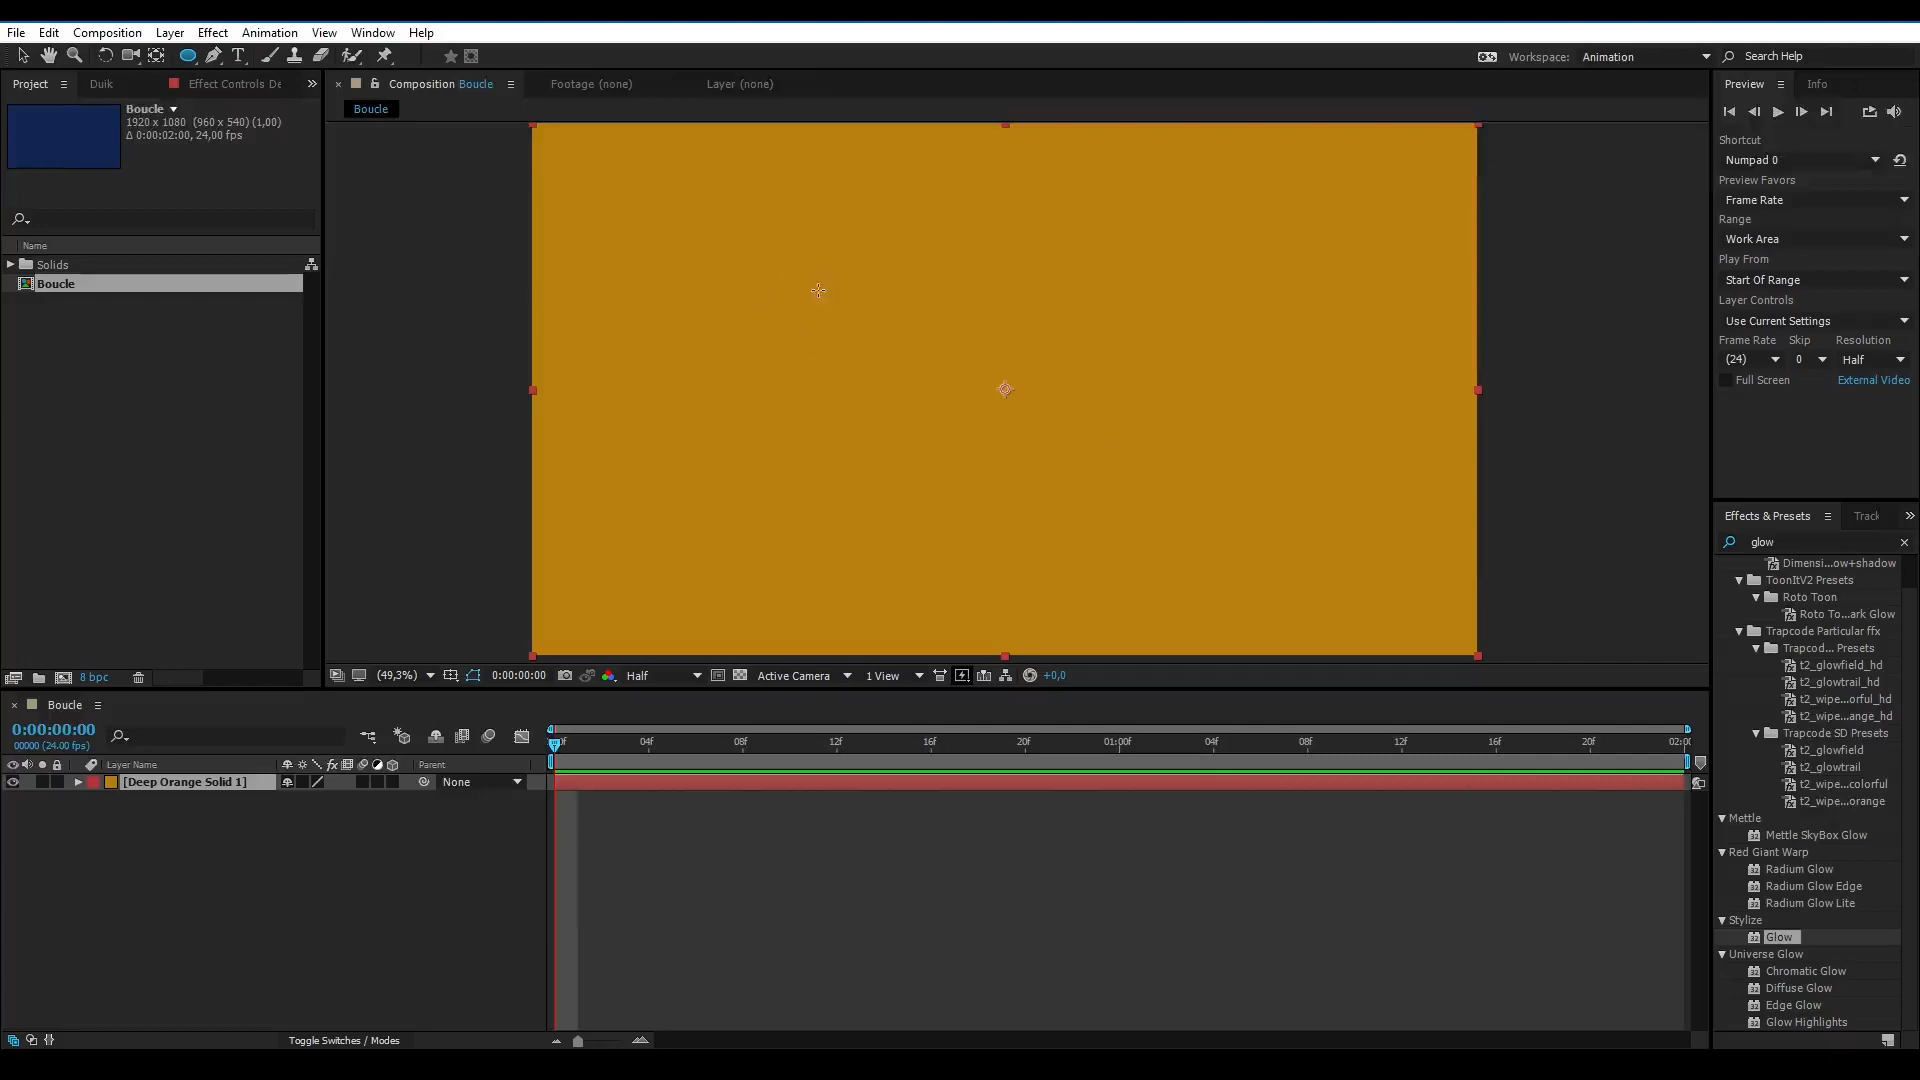 File Edit Composition Layer Effect Animation View Window Help
Workspace: Animation Search Help
Project Duik Effect Controls De
Composition Boucle Footage (none) Layer (none)
Preview Info
Boucle
1920 x 1080 (960 x 540) (1,00)
Δ 0:00:02:00, 24,00 fps
Boucle
Name
Solids
Boucle
Shortcut
Numpad 0
Preview Favors
Frame Rate
Range
Work Area
Play From
Start Of Range
Layer Controls
Use Current Settings
Frame Rate Skip Resolution
(24) 0 Half
Full Screen External Video
Effects & Presets Track
glow
Dimensi...ow+shadow
ToonItV2 Presets
Roto Toon
Roto To...ark Glow
Trapcode Particular ffx
Trapcod... Presets
t2_glowfield_hd
t2_glowtrail_hd
t2_wipe...orful_hd
t2_wipe...ange_hd
Trapcode SD Presets
t2_glowfield
t2_glowtrail
t2_wipe...colorful
t2_wipe...orange
Mettle
Mettle SkyBox Glow
Red Giant Warp
Radium Glow
Radium Glow Edge
Radium Glow Lite
Stylize
Glow
Universe Glow
Chromatic Glow
Diffuse Glow
Edge Glow
Glow Highlights
8 bpc
(49,3%) 0:00:00:00 Half Active Camera 1 View +0,0
Boucle
0:00:00:00
00000 (24.00 fps)
04f 08f 12f 16f 20f 01:00f 04f 08f 12f 16f 20f
Layer Name fx Parent
[Deep Orange Solid 1] None
Toggle Switches / Modes